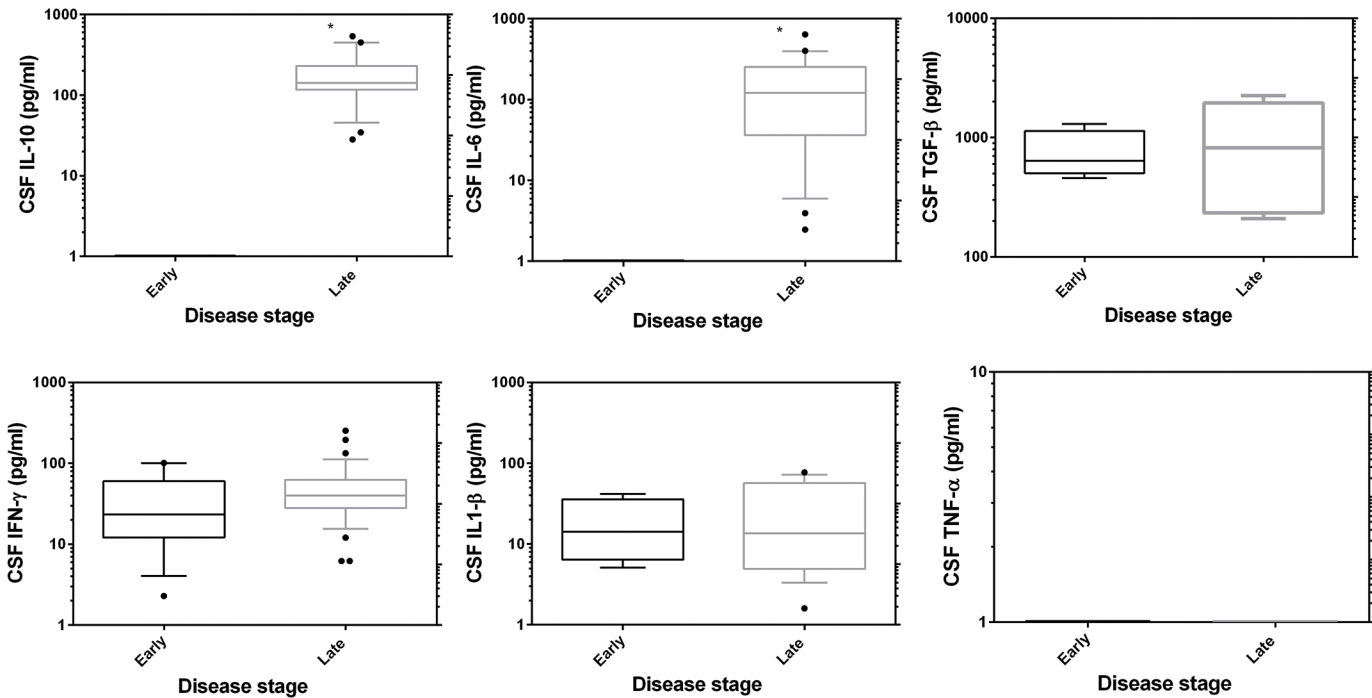 CSF IL-10 (pg/ml)
1000
100
10
1
*
Early
Late
Disease stage
CSF IL-6 (pg/ml)
1000
100
10
1
*
Early
Late
Disease stage
CSF TGF-β (pg/ml)
10000
1000
100
Early
Late
Disease stage
CSF IFN-γ (pg/ml)
1000
100
10
1
Early
Late
Disease stage
CSF IL1-β (pg/ml)
1000
100
10
1
Early
Late
Disease stage
CSF TNF-α (pg/ml)
10
1
Early
Late
Disease stage